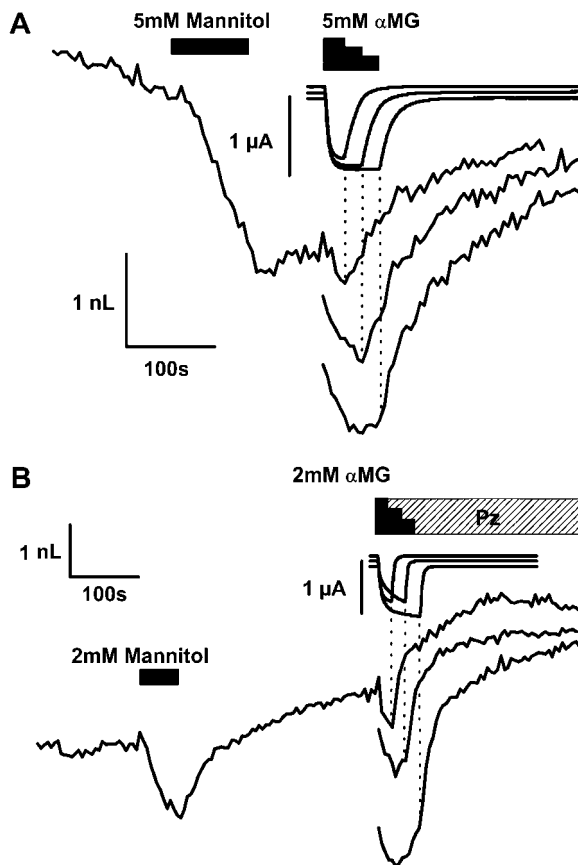 A
5mM Mannitol
5mM αMG
1 µA
1 nL
100s
B
2mM αMG
Pz
1 nL
100s
1 µA
2mM Mannitol